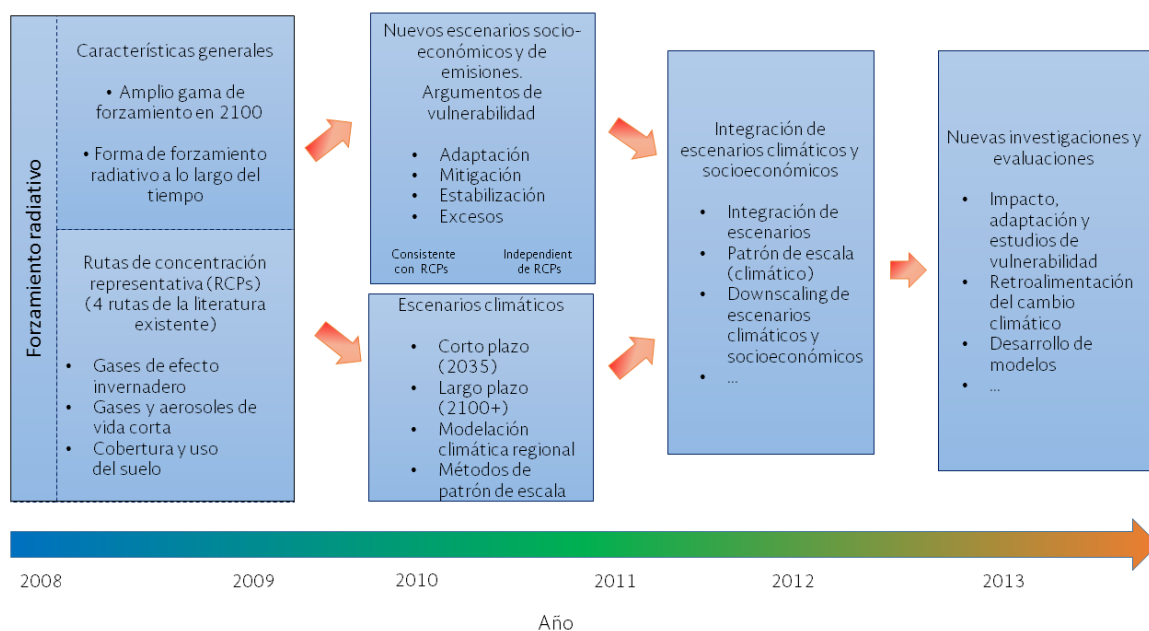 Forzamiento radiativo
Características generales
• Amplio gama de
forzamiento en 2100
• Forma de forzamiento
radiativo a lo largo del
tiempo
Rutas de concentración
representativa (RCPs)
(4 rutas de la literatura
existente)
• Gases de efecto
invernadero
• Gases y aerosoles de
vida corta
• Cobertura y uso
del suelo
Nuevos escenarios socio-
económicos y de
emisiones.
Argumentos de
vulnerabilidad
• Adaptación
• Mitigación
• Estabilización
• Excesos
Consistente
con RCPs
Independient
de RCPs
Escenarios climáticos
• Corto plazo
(2035)
• Largo plazo
(2100+)
• Modelación
climática regional
• Métodos de
patrón de escala
Integración de
escenarios climáticos y
socioeconómicos
• Integración de
escenarios
• Patrón de escala
(climático)
• Downscaling de
escenarios
climáticos y
socioeconómicos
• ...
Nuevas investigaciones y
evaluaciones
• Impacto,
adaptación y
estudios de
vulnerabilidad
• Retroalimentación
del cambio
climático
• Desarrollo de
modelos
• ...
2008 2009 2010 2011 2012 2013
Año